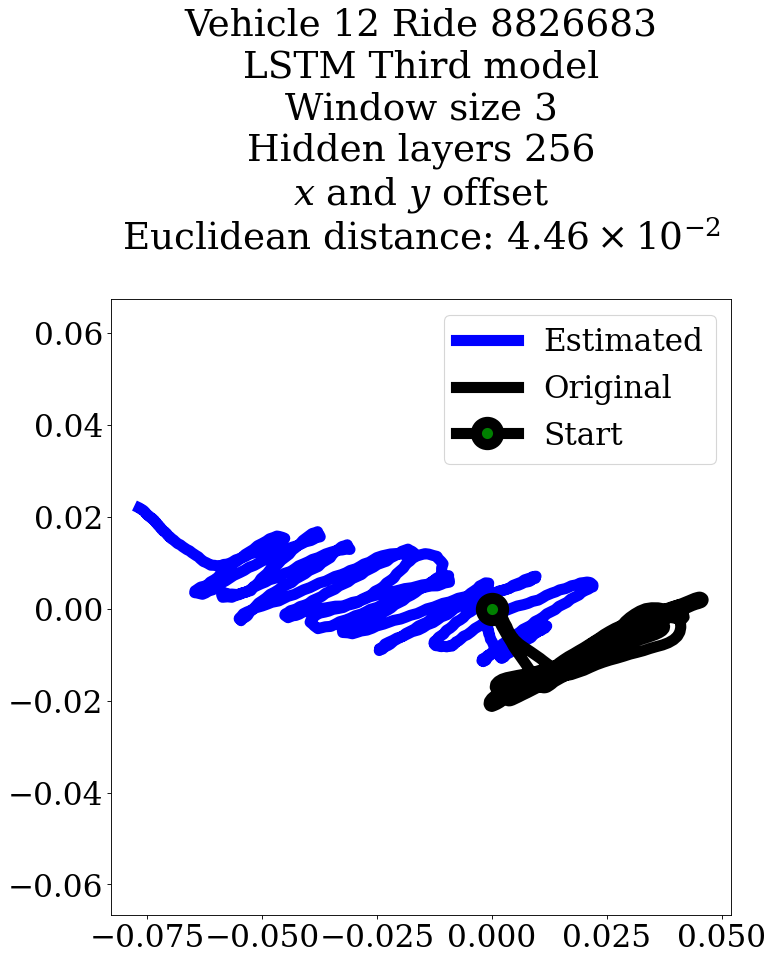 Vehicle 12 Ride 8826683
LSTM Third model
Window size 3
Hidden layers 256
x and y offset
Euclidean distance: 4.46 × 10⁻²
Estimated
Original
Start
0.06
0.04
0.02
0.00
−0.02
−0.04
−0.06
−0.075 −0.050 −0.025 0.000 0.025 0.050